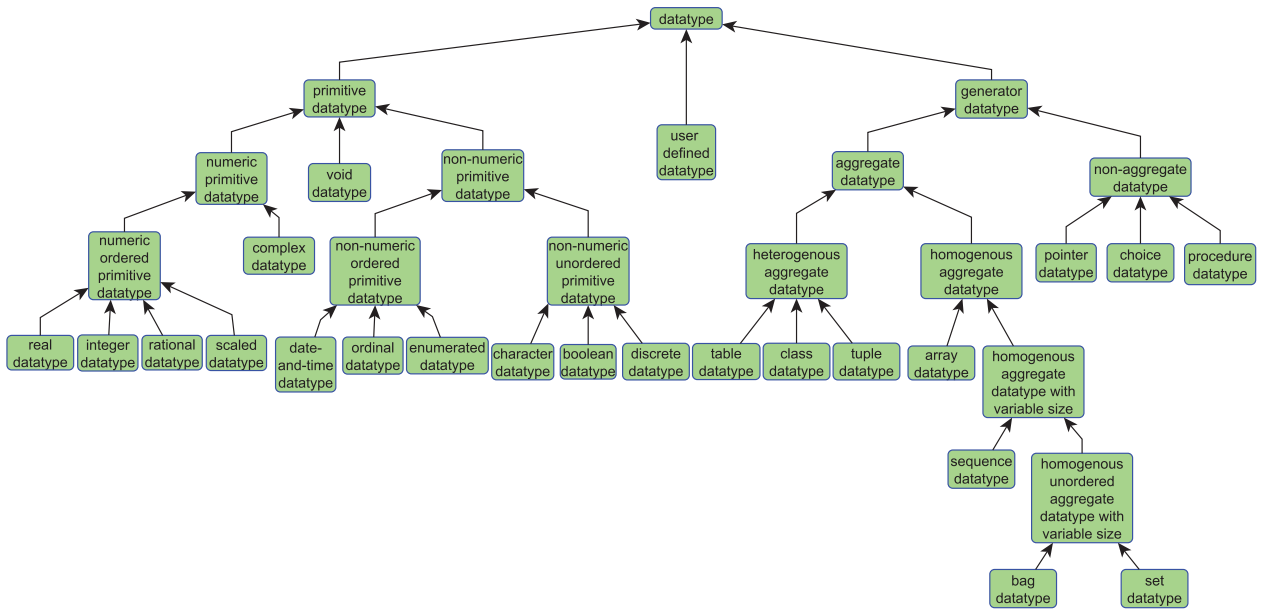 datatype
primitive
datatype
generator
datatype
user
defined
datatype
numeric
primitive
datatype
void
datatype
non-numeric
primitive
datatype
aggregate
datatype
non-aggregate
datatype
numeric
ordered
primitive
datatype
complex
datatype
non-numeric
ordered
primitive
datatype
non-numeric
unordered
primitive
datatype
heterogenous
aggregate
datatype
homogenous
aggregate
datatype
pointer
datatype
choice
datatype
procedure
datatype
real
datatype
integer
datatype
rational
datatype
scaled
datatype
date-
and-time
datatype
ordinal
datatype
enumerated
datatype
character
datatype
boolean
datatype
discrete
datatype
table
datatype
class
datatype
tuple
datatype
array
datatype
homogenous
aggregate
datatype with
variable size
sequence
datatype
homogenous
unordered
aggregate
datatype with
variable size
bag
datatype
set
datatype